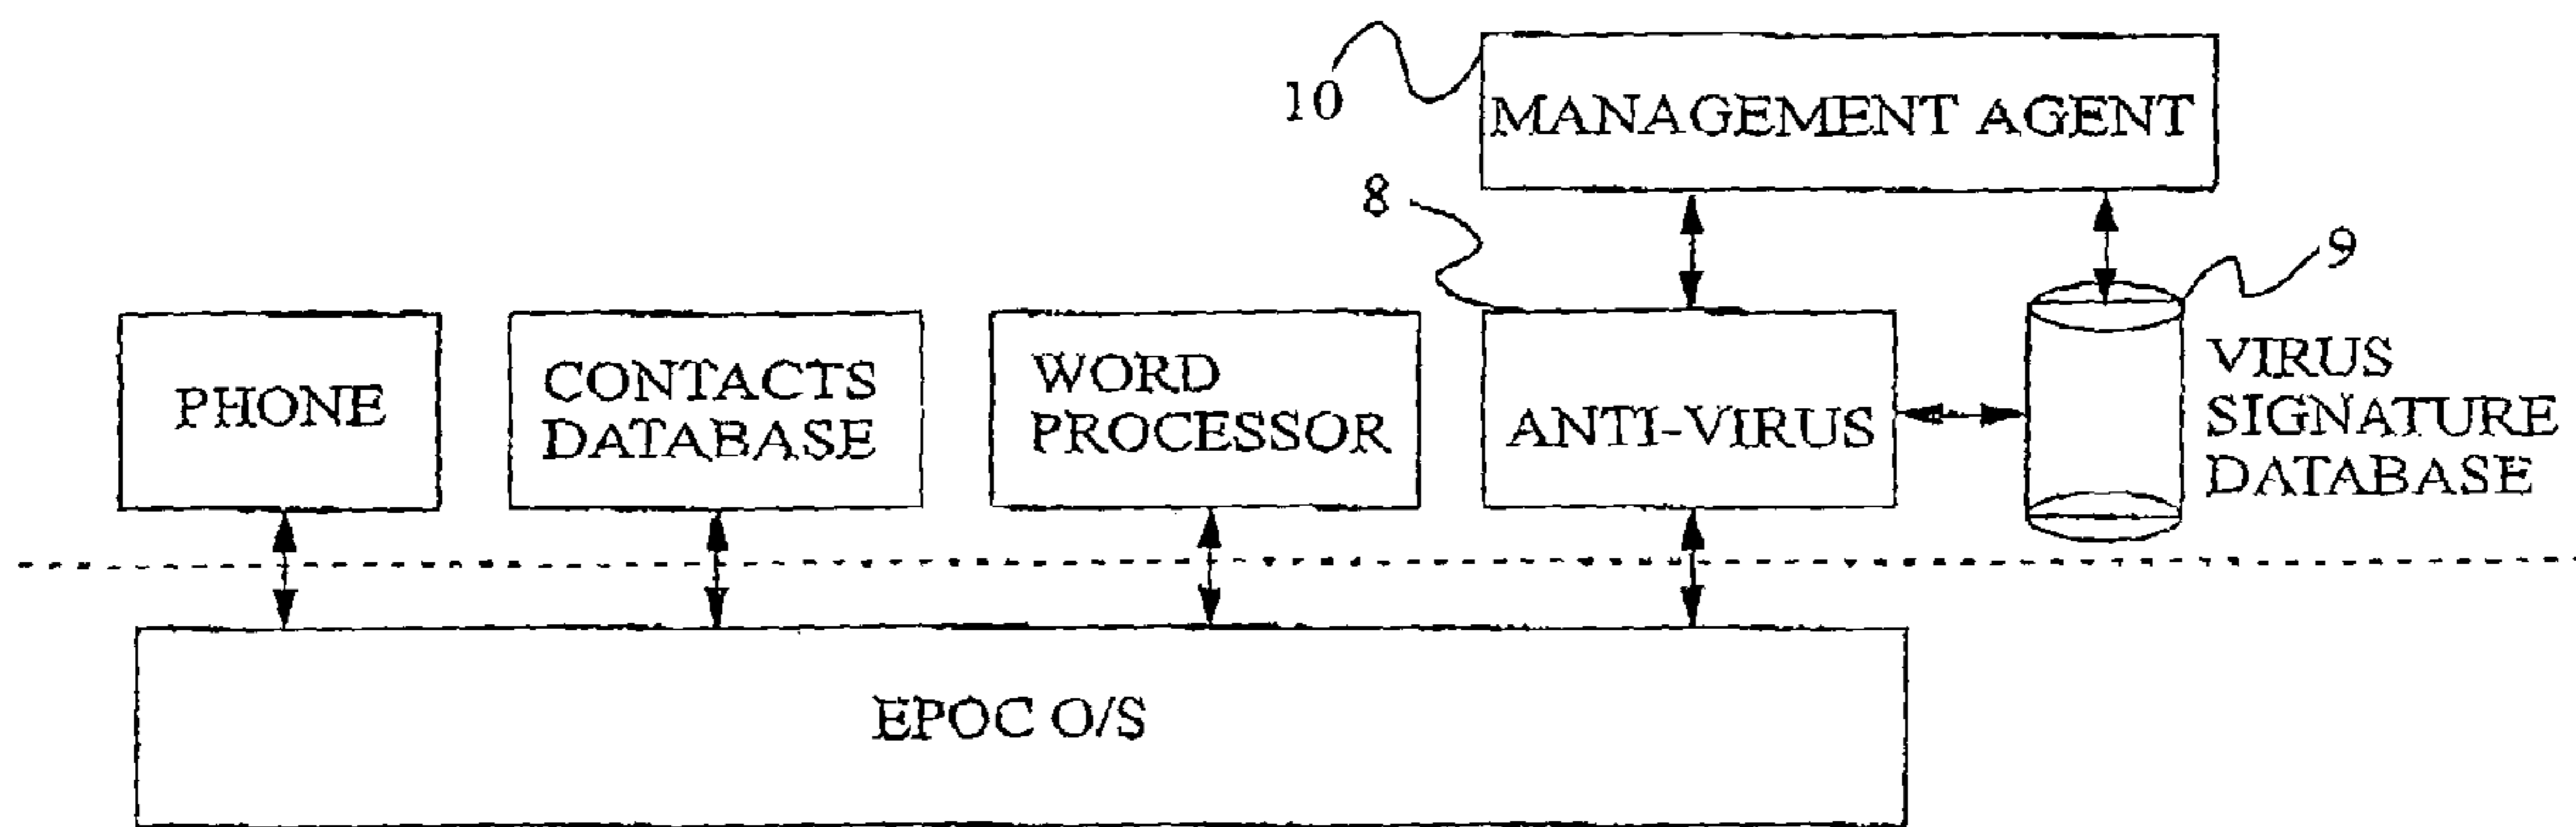 10
MANAGEMENT AGENT
8
9
PHONE
CONTACTS
DATABASE
WORD
PROCESSOR
ANTI-VIRUS
VIRUS
SIGNATURE
DATABASE
EPOC O/S